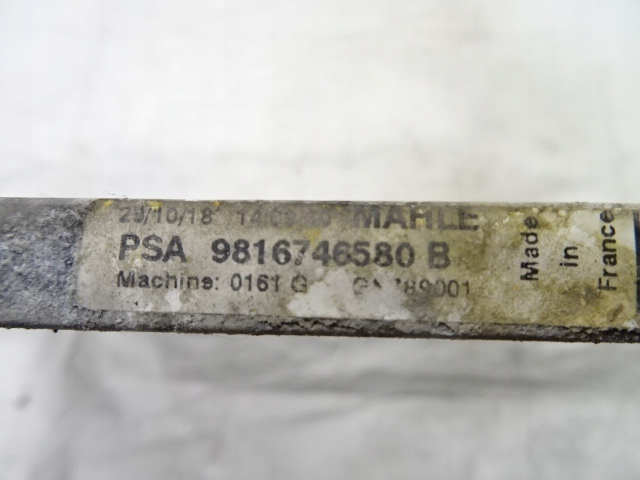 29/10/18 MAHLE
PSA 9816746580 B
Machine: 0161 G
Made
in
France